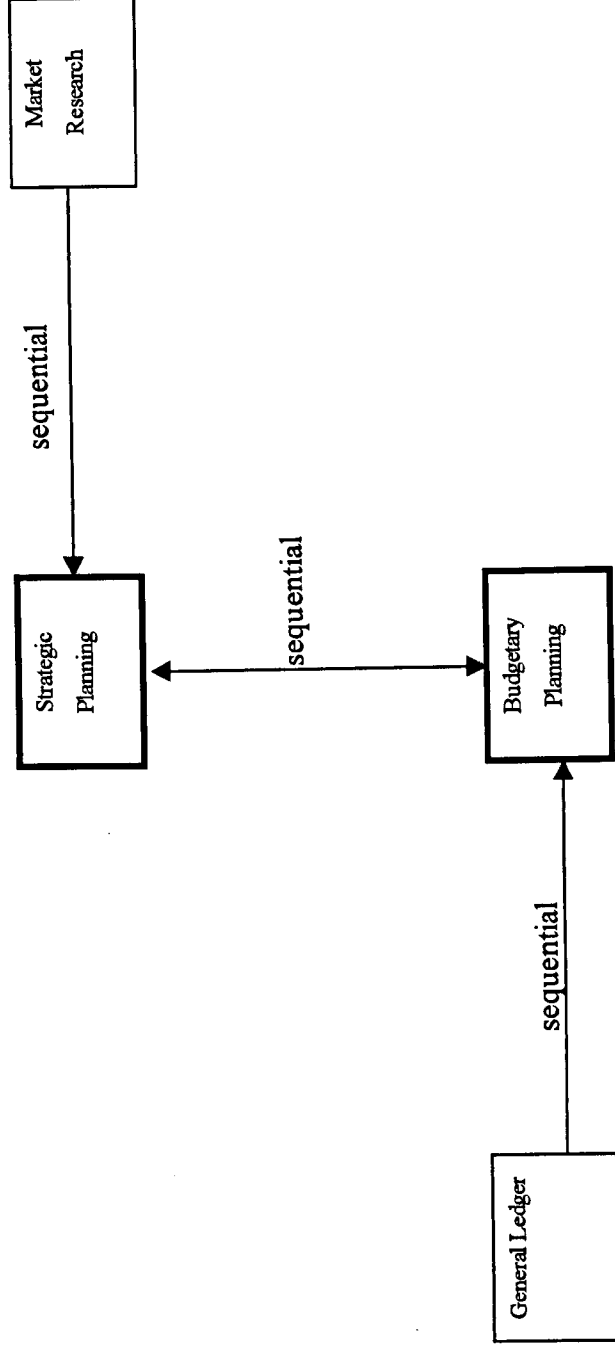 Market
Research
sequential
Strategic
Planning
sequential
Budgetary
Planning
sequential
General Ledger